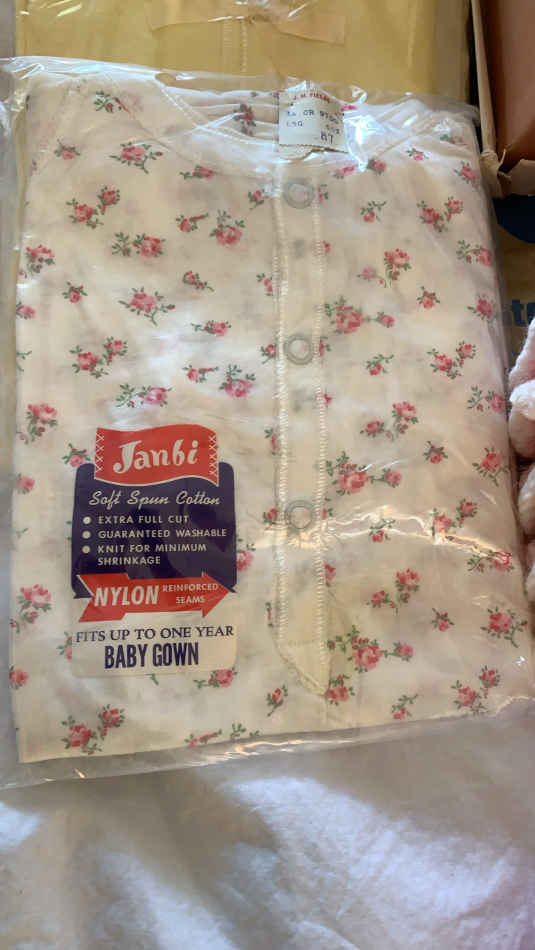 J. H. FIELDS
Janbi
Soft Spun Cotton
● EXTRA FULL CUT
● GUARANTEED WASHABLE
● KNIT FOR MINIMUM
SHRINKAGE
NYLON REINFORCED
SEAMS
FITS UP TO ONE YEAR
BABY GOWN